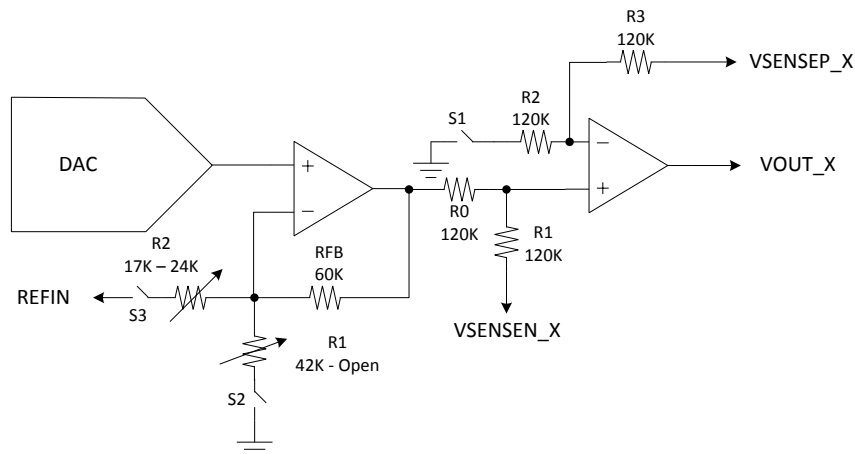 R3
120K
VSENSEP_X
R2
120K
S1
DAC
+
−
−
+
VOUT_X
R0
120K
R1
120K
R2
17K – 24K
RFB
60K
REFIN
S3
VSENSEN_X
R1
42K - Open
S2